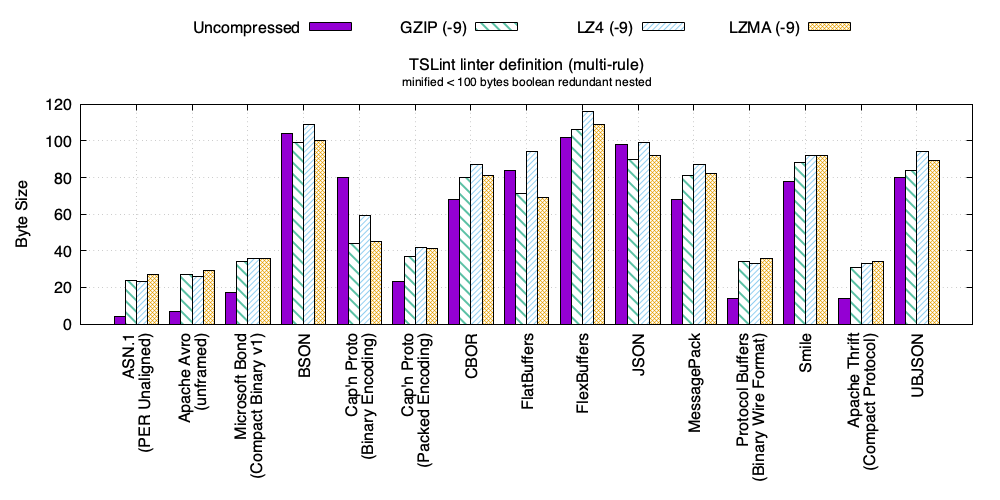 Uncompressed GZIP (-9) LZ4 (-9) LZMA (-9)
TSLint linter definition (multi-rule)
minified < 100 bytes boolean redundant nested
Byte Size
120
100
80
60
40
20
0
ASN.1
(PER Unaligned)
Apache Avro
(unframed)
Microsoft Bond
(Compact Binary v1)
BSON
Cap'n Proto
(Binary Encoding)
Cap'n Proto
(Packed Encoding)
CBOR
FlatBuffers
FlexBuffers
JSON
MessagePack
Protocol Buffers
(Binary Wire Format)
Smile
Apache Thrift
(Compact Protocol)
UBJSON